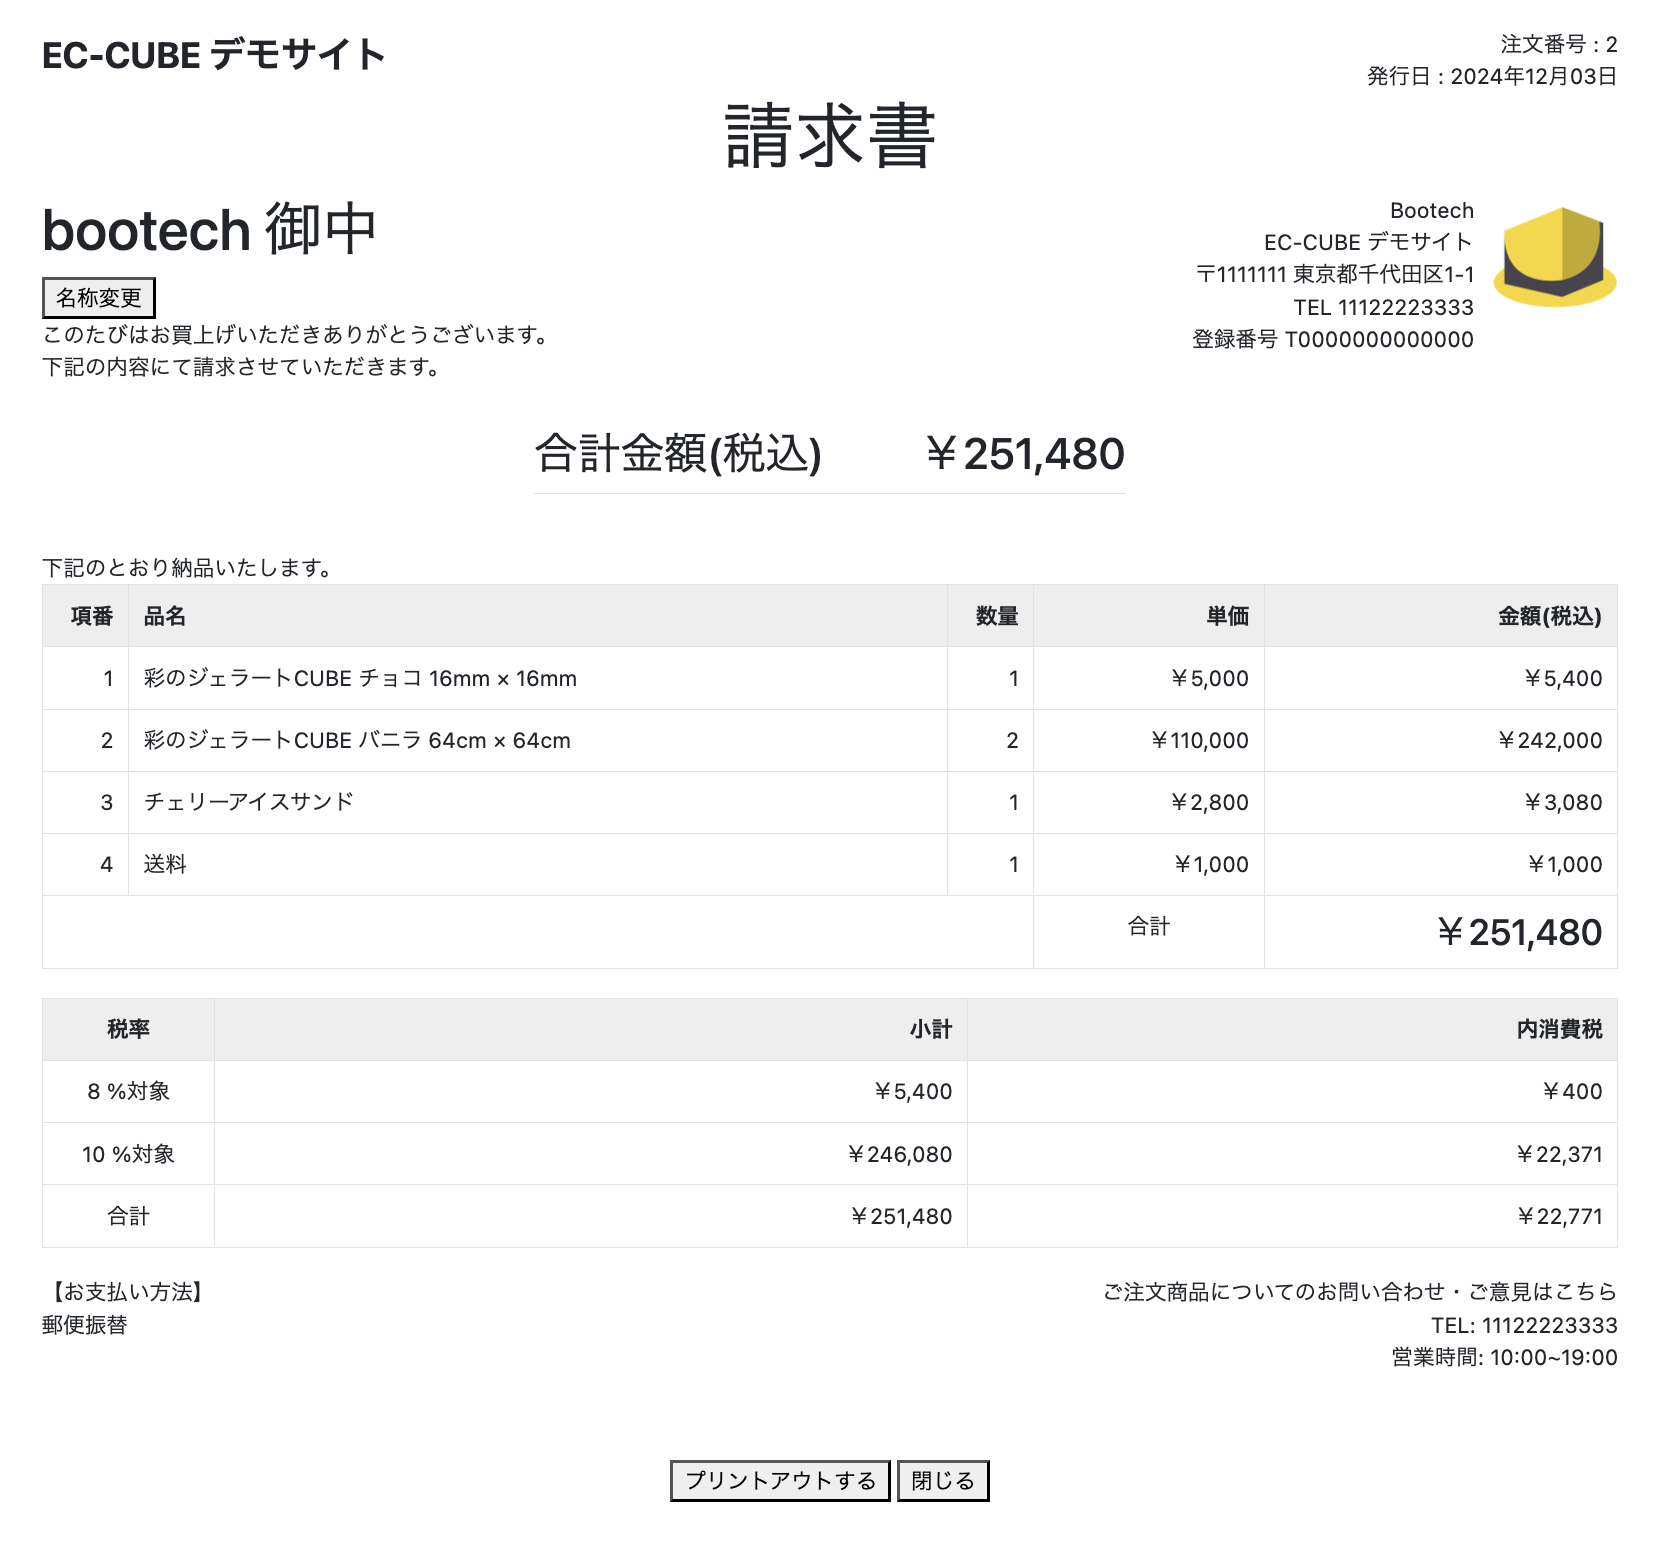 EC-CUBE デモサイト
注文番号 : 2
発行日 : 2024年12月03日
請求書
bootech 御中
名称変更
このたびはお買上げいただきありがとうございます。
下記の内容にて請求させていただきます。
Bootech
EC-CUBE デモサイト
〒1111111 東京都千代田区1-1
TEL 11122223333
登録番号 T0000000000000
合計金額(税込) ￥251,480
下記のとおり納品いたします。
項番 品名 数量 単価 金額(税込)
1 彩のジェラートCUBE チョコ 16mm × 16mm 1 ￥5,000 ￥5,400
2 彩のジェラートCUBE バニラ 64cm × 64cm 2 ￥110,000 ￥242,000
3 チェリーアイスサンド 1 ￥2,800 ￥3,080
4 送料 1 ￥1,000 ￥1,000
合計 ￥251,480
税率 小計 内消費税
8 %対象 ￥5,400 ￥400
10 %対象 ￥246,080 ￥22,371
合計 ￥251,480 ￥22,771
【お支払い方法】
郵便振替
ご注文商品についてのお問い合わせ・ご意見はこちら
TEL: 11122223333
営業時間: 10:00~19:00
プリントアウトする 閉じる